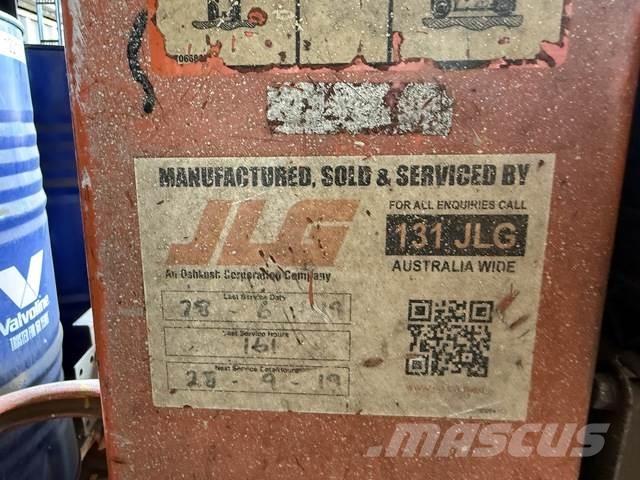 MANUFACTURED, SOLD & SERVICED BY
JLG
An Oshkosh Corporation Company
FOR ALL ENQUIRIES CALL
131 JLG
AUSTRALIA WIDE
Last Service Date
28 - 6 - 19
Last Service Hours
161
Next Service Date/Hours
28 - 9 - 19
Valvoline
MASCUS